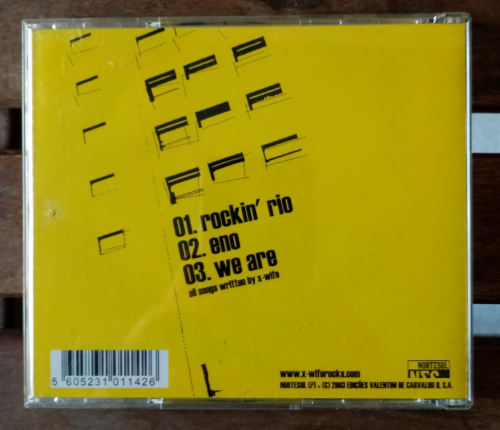 01. rockin' rio
02. eno
03. we are
all songs written by x-wife
5 605231 011426
www.x-wiferocks.com
NORTESUL (P) + (C) 2003 EDIÇÕES VALENTIM DE CARVALHO II, S.A.
NORTESUL